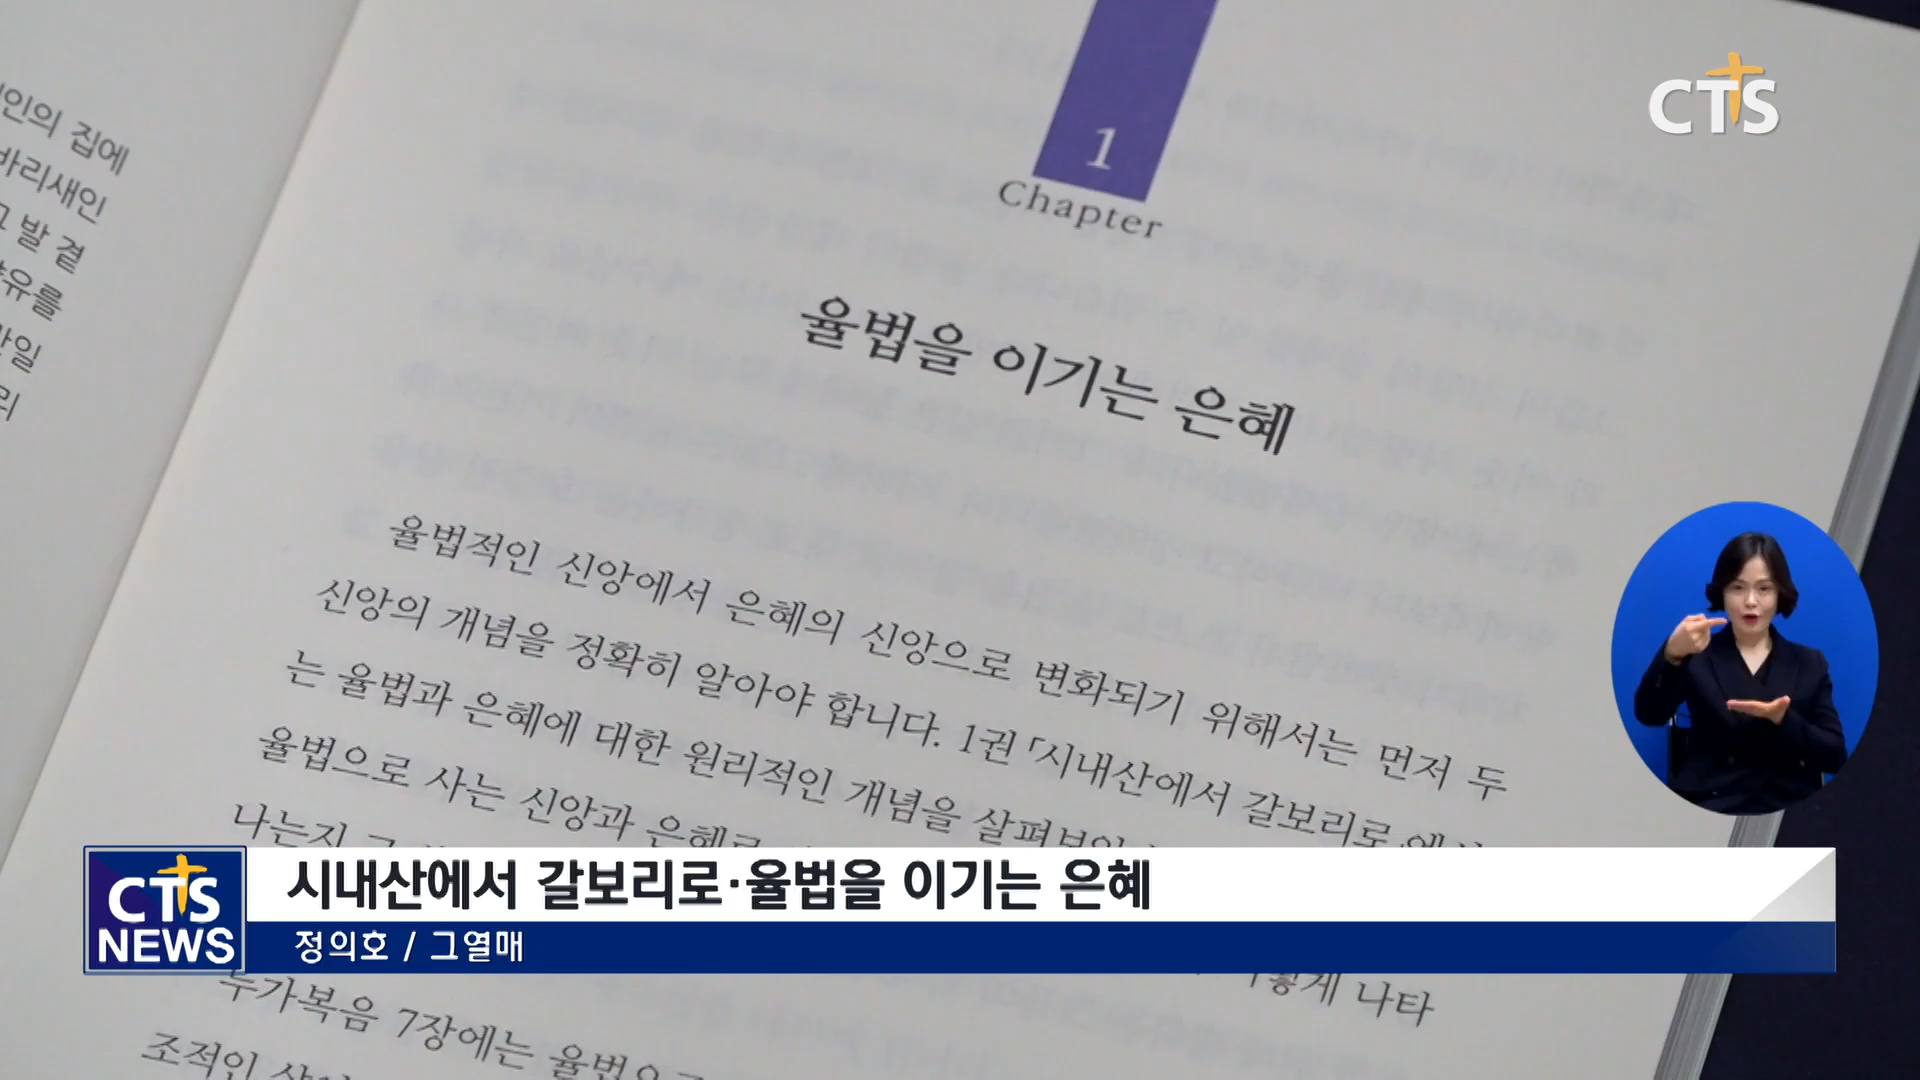 CTS
인의 집에
바리새인
발 곁
유를
만일
리
1
Chapter
율법을 이기는 은혜
율법적인 신앙에서 은혜의 신앙으로 변화되기 위해서는 먼저 두
신앙의 개념을 정확히 알아야 합니다. 1권 「시내산에서 갈보리로」에서
는 율법과 은혜에 대한 원리적인 개념을 살펴보았
율법으로 사는 신앙과 은혜로
나는지 그
어떻게 나타
누가복음 7장에는 율법으로
조적인
CTS
NEWS
시내산에서 갈보리로·율법을 이기는 은혜
정의호 / 그열매